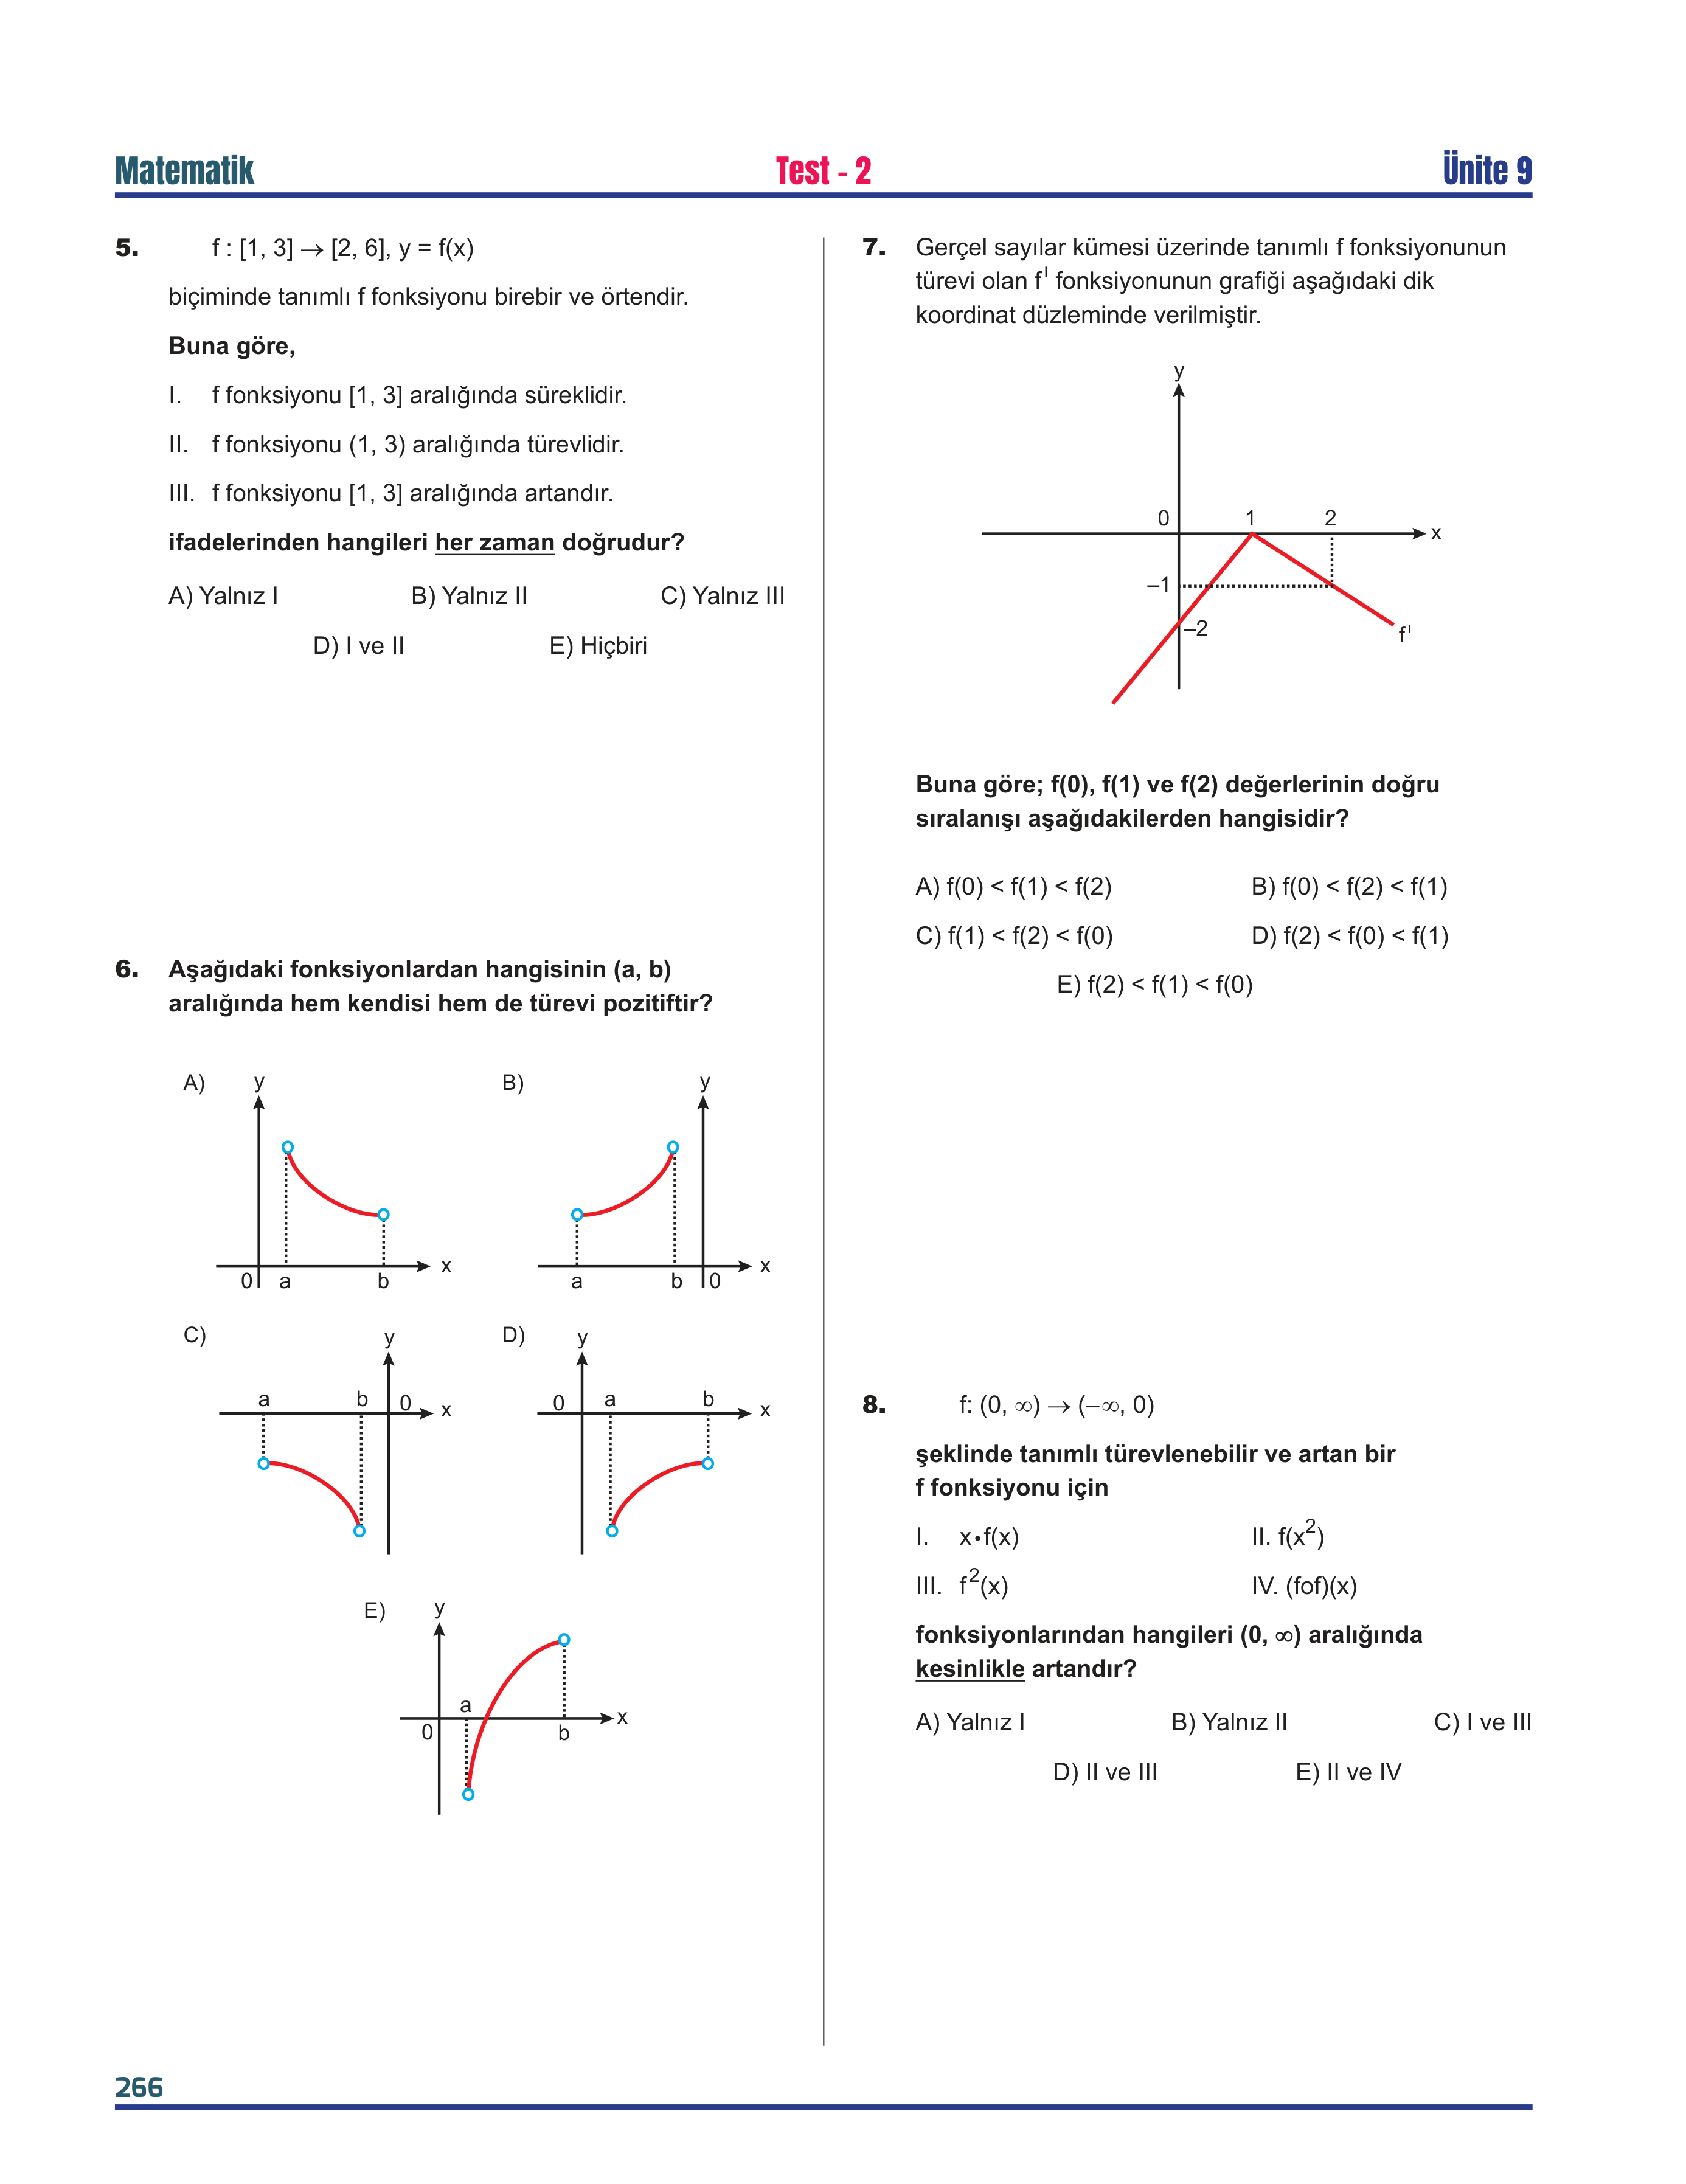 Matematik
Test - 2
Ünite 9
5. f : [1, 3] → [2, 6], y = f(x)
biçiminde tanımlı f fonksiyonu birebir ve örtendir.
Buna göre,
I. f fonksiyonu [1, 3] aralığında süreklidir.
II. f fonksiyonu (1, 3) aralığında türevlidir.
III. f fonksiyonu [1, 3] aralığında artandır.
ifadelerinden hangileri her zaman doğrudur?
A) Yalnız I B) Yalnız II C) Yalnız III
D) I ve II E) Hiçbiri
6. Aşağıdaki fonksiyonlardan hangisinin (a, b)
aralığında hem kendisi hem de türevi pozitiftir?
A) y B) y
x x
0 a b a b 0
C) y D) y
a b 0 x 0 a b x
E) y
a
x
0 b
7. Gerçel sayılar kümesi üzerinde tanımlı f fonksiyonunun
türevi olan fᑊ fonksiyonunun grafiği aşağıdaki dik
koordinat düzleminde verilmiştir.
y
0 1 2
x
–1
–2
fᑊ
Buna göre; f(0), f(1) ve f(2) değerlerinin doğru
sıralanışı aşağıdakilerden hangisidir?
A) f(0) < f(1) < f(2) B) f(0) < f(2) < f(1)
C) f(1) < f(2) < f(0) D) f(2) < f(0) < f(1)
E) f(2) < f(1) < f(0)
8. f: (0, ∞) → (–∞, 0)
şeklinde tanımlı türevlenebilir ve artan bir
f fonksiyonu için
I. x•f(x) II. f(x²)
III. f²(x) IV. (fof)(x)
fonksiyonlarından hangileri (0, ∞) aralığında
kesinlikle artandır?
A) Yalnız I B) Yalnız II C) I ve III
D) II ve III E) II ve IV
266